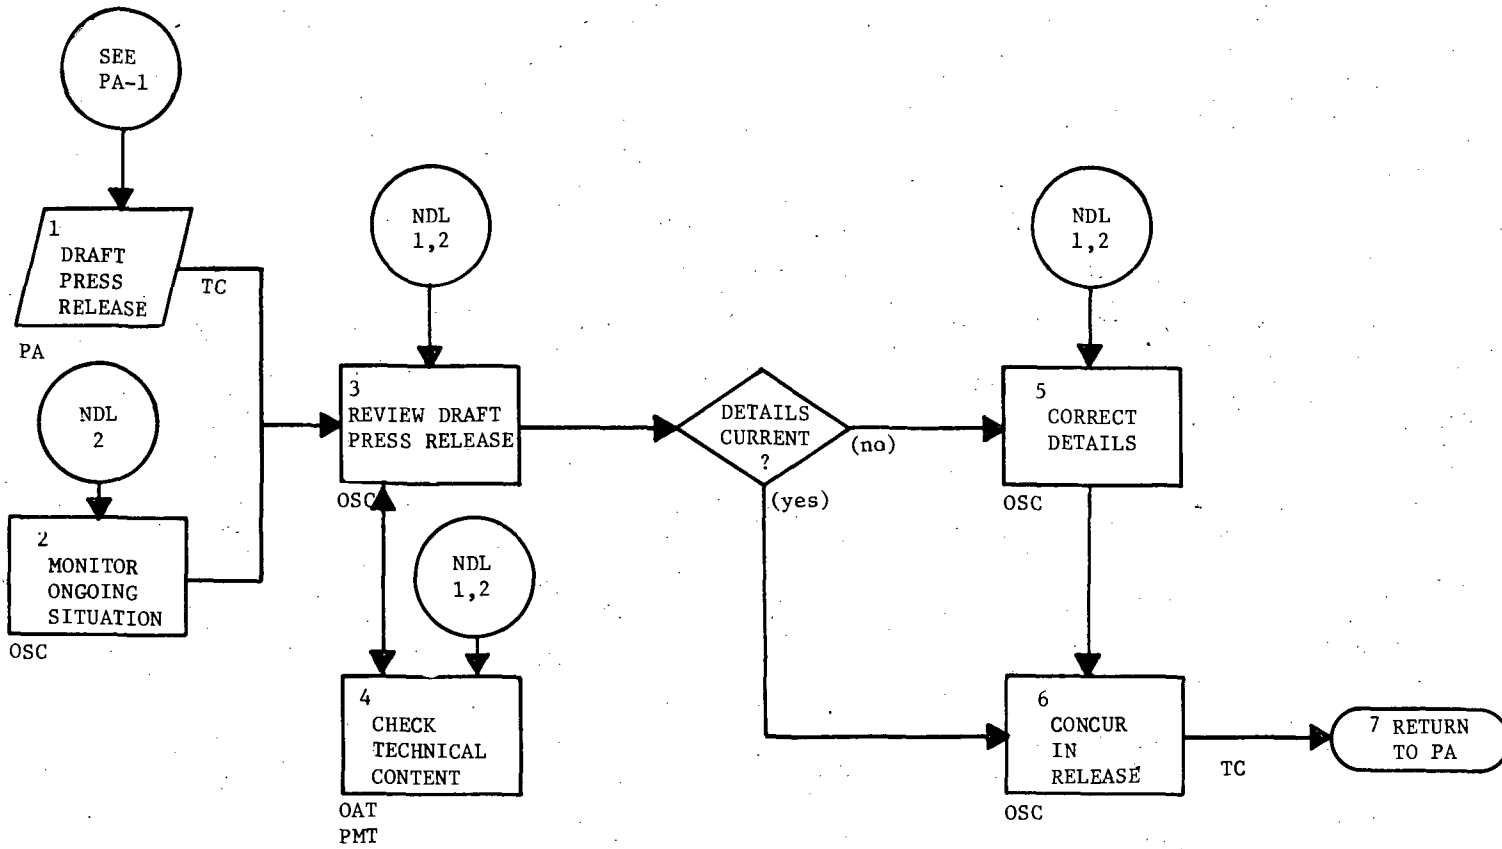 SEE
PA-1
1
DRAFT
PRESS
RELEASE
TC
PA
NDL
2
2
MONITOR
ONGOING
SITUATION
OSC
NDL
1,2
3
REVIEW DRAFT
PRESS RELEASE
OSC
NDL
1,2
4
CHECK
TECHNICAL
CONTENT
OAT
PMT
DETAILS
CURRENT
?
(no)
(yes)
NDL
1,2
5
CORRECT
DETAILS
OSC
6
CONCUR
IN
RELEASE
OSC
TC
7 RETURN
TO PA